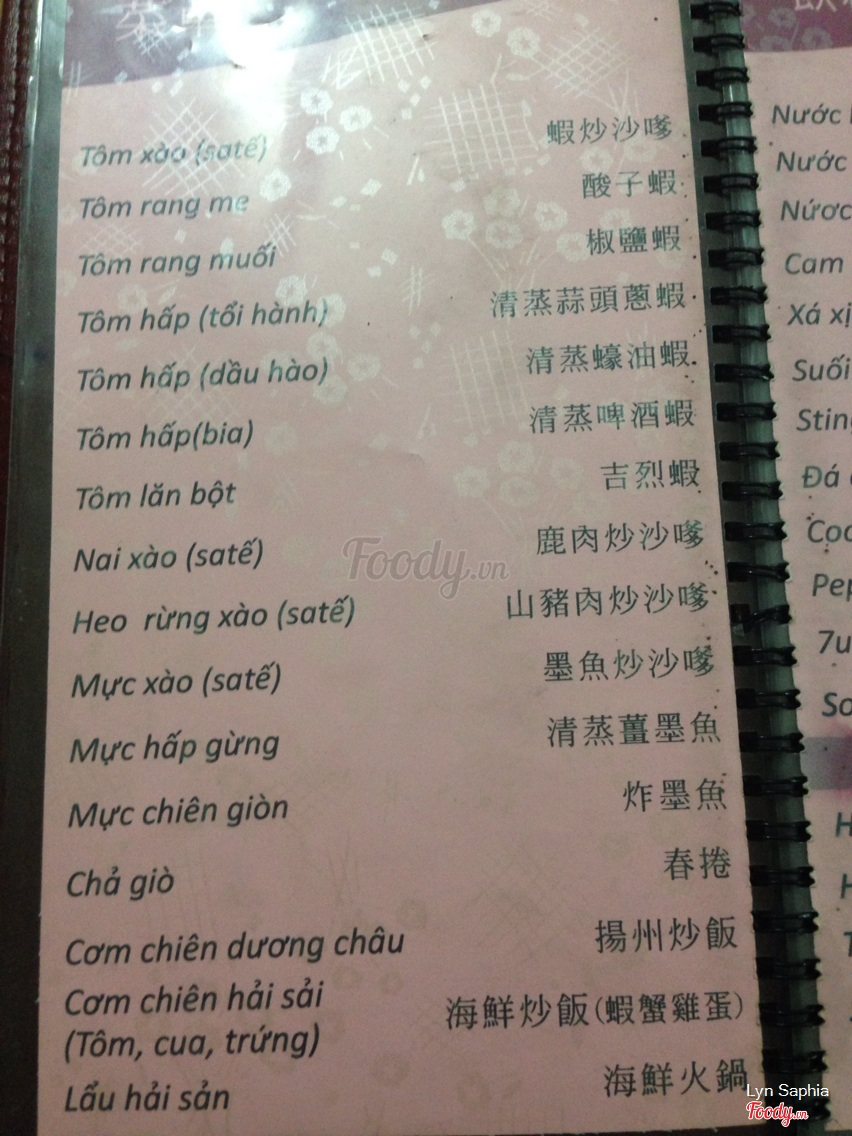 Tôm xào (satế) 蝦炒沙嗲
Tôm rang me 酸子蝦
Tôm rang muối 椒鹽蝦
Tôm hấp (tổi hành) 清蒸蒜頭蔥蝦
Tôm hấp (dầu hào) 清蒸蠔油蝦
Tôm hấp(bia) 清蒸啤酒蝦
Tôm lăn bột 吉烈蝦
Nai xào (satế) 鹿肉炒沙嗲
Heo rừng xào (satế) 山豬肉炒沙嗲
Mực xào (satế) 墨魚炒沙嗲
Mực hấp gừng 清蒸薑墨魚
Mực chiên giòn 炸墨魚
Chả giò 春捲
Cơm chiên dương châu 揚州炒飯
Cơm chiên hải sải
(Tôm, cua, trứng) 海鮮炒飯(蝦蟹雞蛋)
Lẩu hải sản 海鮮火鍋
Nước
Nước
Nước
Cam
Xá xị
Suối
Sting
Đá
Foody.vn
Lyn Saphia
Foody.vn